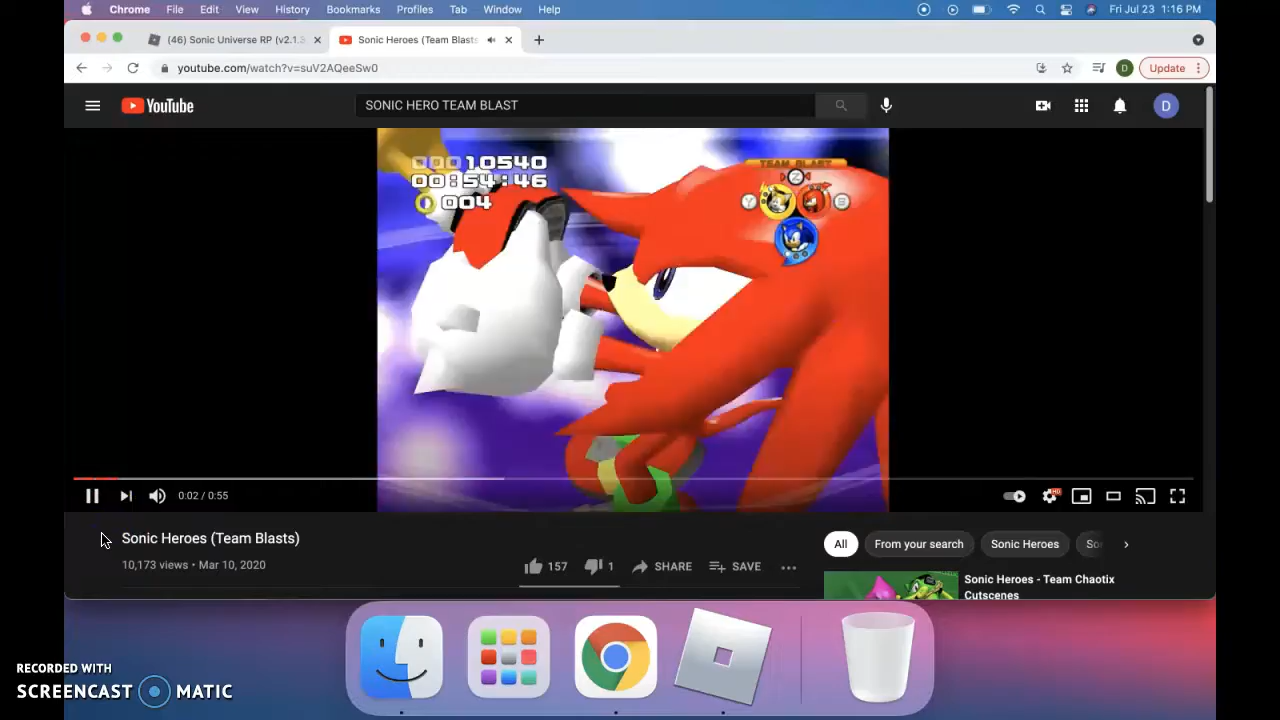 Chrome File Edit View History Bookmarks Profiles Tab Window Help Fri Jul 23 1:16 PM
(46) Sonic Universe RP (v2.1. Sonic Heroes (Team Blasts
youtube.com/watch?v=suV2AQeeSw0 D Update
YouTube SONIC HERO TEAM BLAST D
00010540
00:54:46
004
TEAM BLAST
Z
Y
0:02 / 0:55 HD
Sonic Heroes (Team Blasts)
10,173 views • Mar 10, 2020
157 1 SHARE SAVE
All From your search Sonic Heroes So
Sonic Heroes - Team Chaotix
Cutscenes
RECORDED WITH
SCREENCAST MATIC